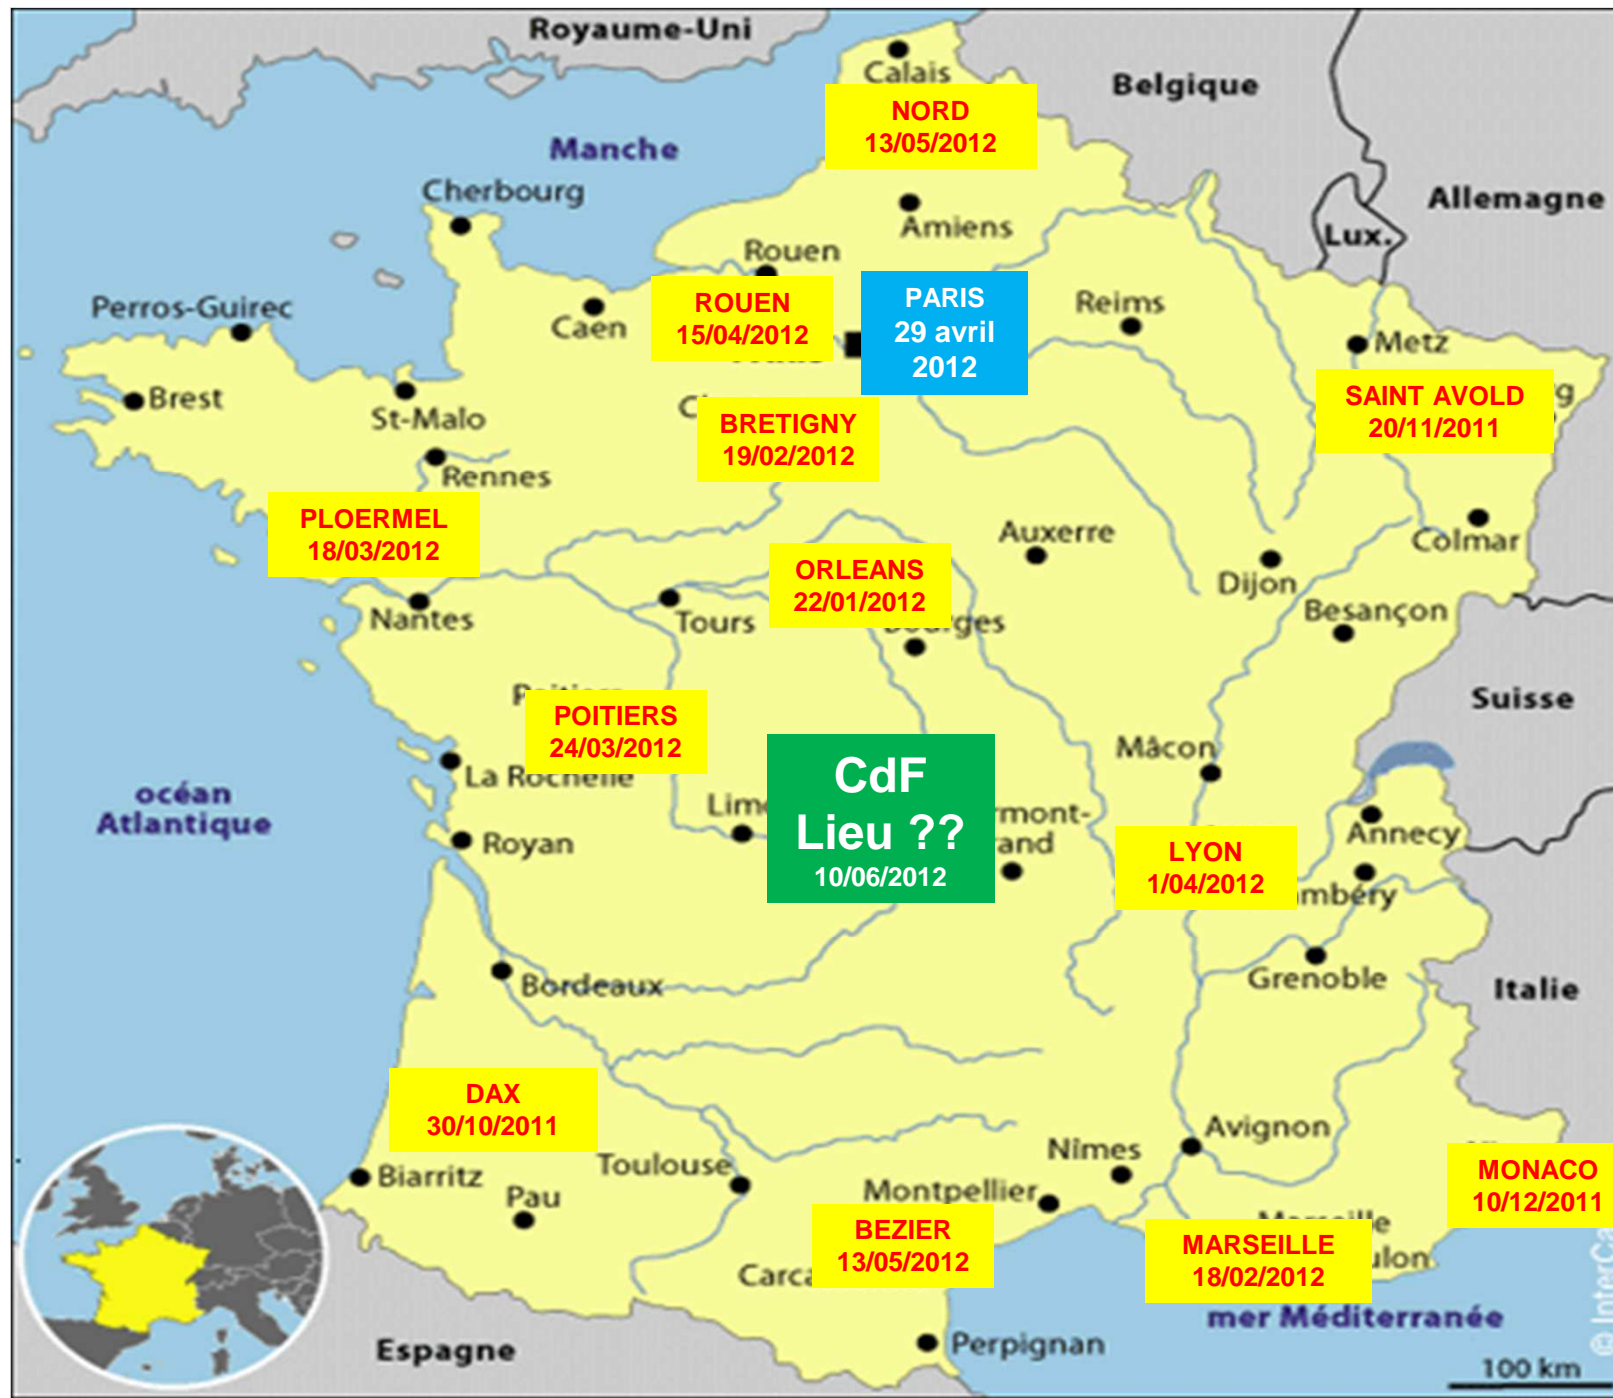 Royaume-Uni
Calais
Belgique
NORD
13/05/2012
Manche
Cherbourg
Allemagne
Amiens
Lux.
Rouen
Perros-Guirec
ROUEN
15/04/2012
PARIS
29 avril
2012
Reims
Caen
Metz
Brest
St-Malo
SAINT AVOLD
20/11/2011
BRETIGNY
19/02/2012
Rennes
PLOERMEL
18/03/2012
Auxerre
Colmar
ORLEANS
22/01/2012
Dijon
Besançon
Nantes
Tours
Bourges
Suisse
POITIERS
24/03/2012
Mâcon
La Rochelle
CdF
Lieu ??
10/06/2012
océan
Atlantique
Royan
Annecy
LYON
1/04/2012
Bordeaux
Grenoble
Italie
DAX
30/10/2011
Avignon
Nîmes
Toulouse
Biarritz
Pau
Montpellier
MONACO
10/12/2011
BEZIER
13/05/2012
MARSEILLE
18/02/2012
mer Méditerranée
Espagne
Perpignan
100 km